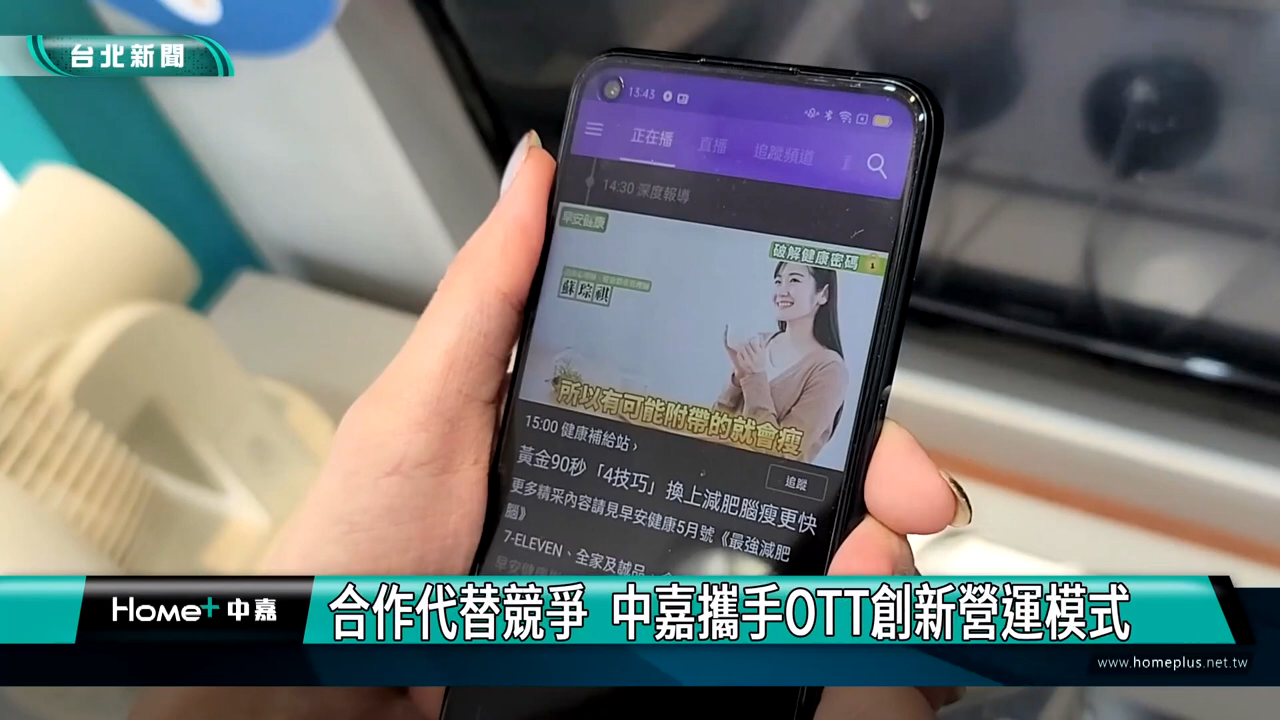 台北新聞
13:43
正在播 直播 追蹤頻道
14:30 深度報導
早安健康
破解健康密碼
蘇琮祺
所以有可能附帶的就會瘦
15:00 健康補給站 ›
追蹤
黃金90秒「4技巧」換上減肥腦瘦更快
更多精采內容請見早安健康5月號《最強減肥
腦》
7-ELEVEN、全家及誠品、金
Home+ 中嘉
合作代替競爭 中嘉攜手OTT創新營運模式
www.homeplus.net.tw